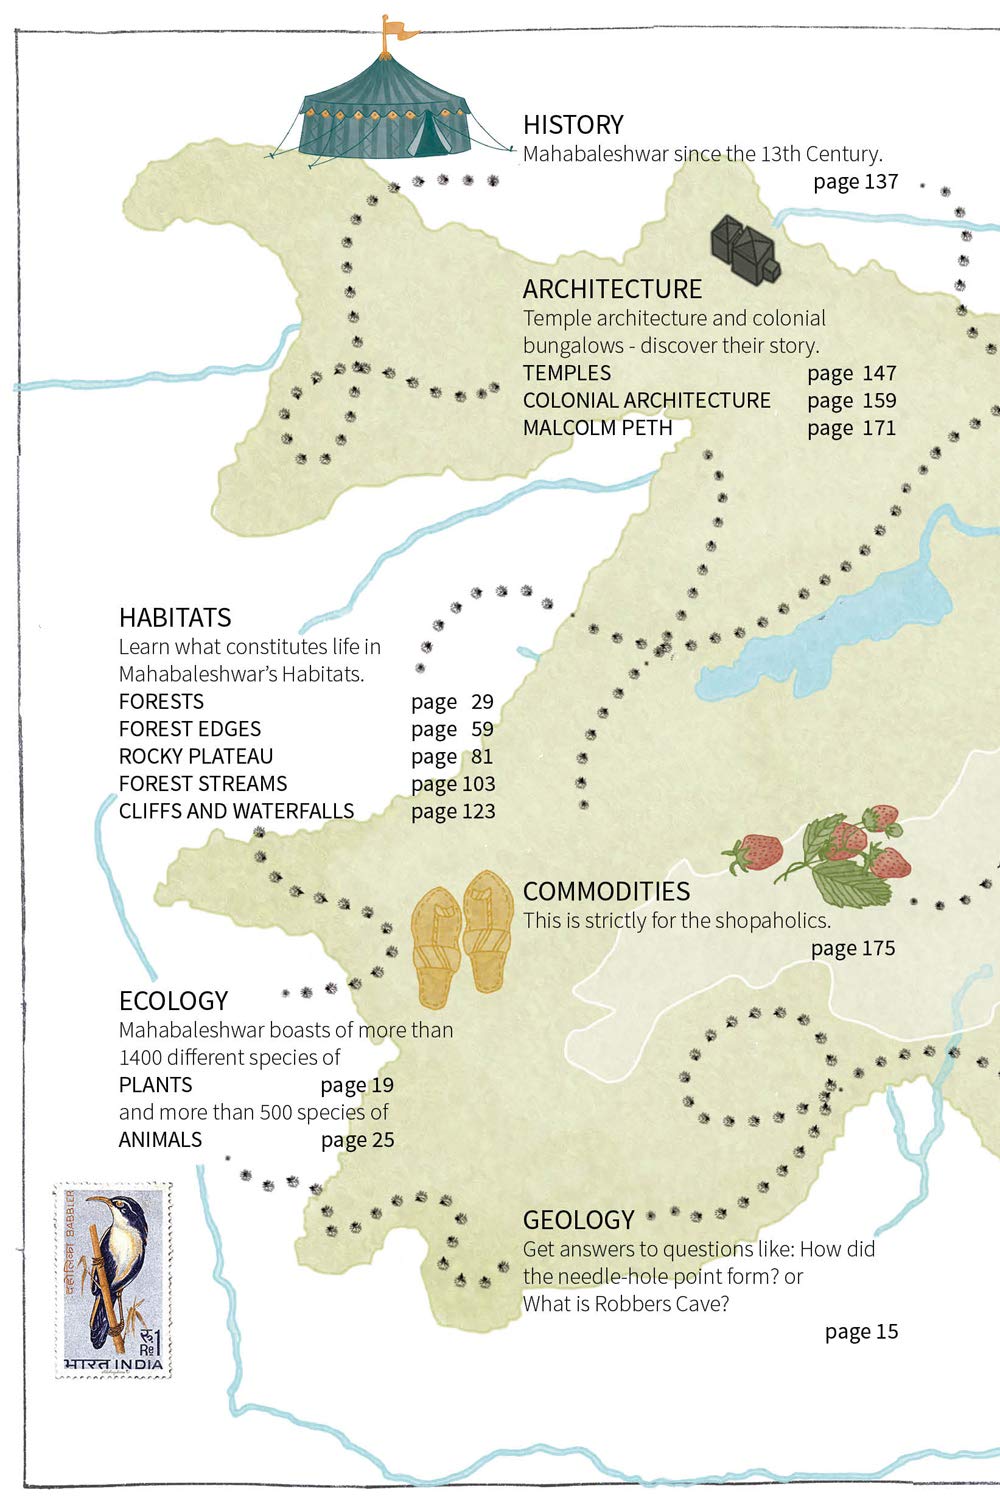 HISTORY
Mahabaleshwar since the 13th Century.
page 137
ARCHITECTURE
Temple architecture and colonial
bungalows - discover their story.
TEMPLES page 147
COLONIAL ARCHITECTURE page 159
MALCOLM PETH page 171
HABITATS
Learn what constitutes life in
Mahabaleshwar's Habitats.
FORESTS page 29
FOREST EDGES page 59
ROCKY PLATEAU page 81
FOREST STREAMS page 103
CLIFFS AND WATERFALLS page 123
COMMODITIES
This is strictly for the shopaholics.
page 175
ECOLOGY
Mahabaleshwar boasts of more than
1400 different species of
PLANTS page 19
and more than 500 species of
ANIMALS page 25
GEOLOGY
Get answers to questions like: How did
the needle-hole point form? or
What is Robbers Cave?
page 15
BABBLER
रु. 1
Re
भारत INDIA